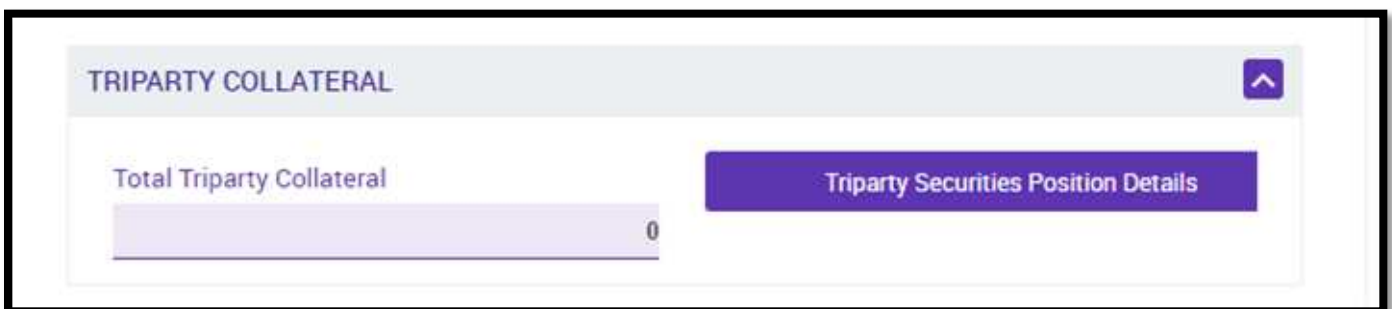 TRIPARTY COLLATERAL
Total Triparty Collateral
Triparty Securities Position Details
0